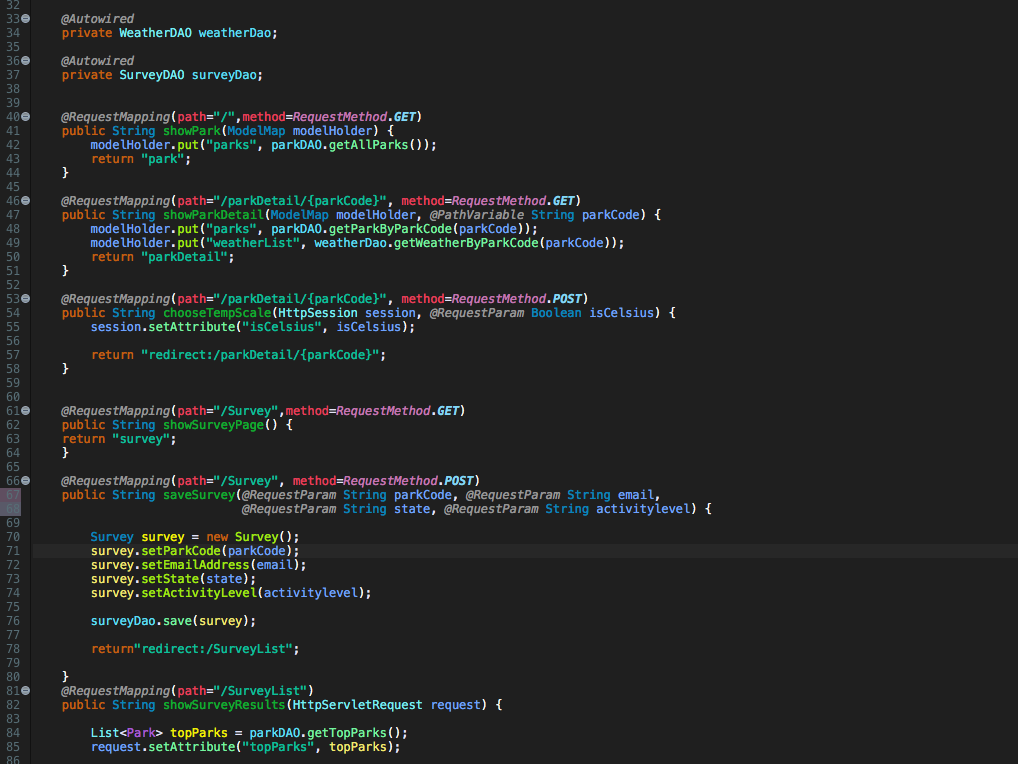 32
33 @Autowired
34 private WeatherDAO weatherDao;
35
36 @Autowired
37 private SurveyDAO surveyDao;
38
39
40 @RequestMapping(path="/",method=RequestMethod.GET)
41 public String showPark(ModelMap modelHolder) {
42 modelHolder.put("parks", parkDAO.getAllParks());
43 return "park";
44 }
45
46 @RequestMapping(path="/parkDetail/{parkCode}", method=RequestMethod.GET)
47 public String showParkDetail(ModelMap modelHolder, @PathVariable String parkCode) {
48 modelHolder.put("parks", parkDAO.getParkByParkCode(parkCode));
49 modelHolder.put("weatherList", weatherDao.getWeatherByParkCode(parkCode));
50 return "parkDetail";
51 }
52
53 @RequestMapping(path="/parkDetail/{parkCode}", method=RequestMethod.POST)
54 public String chooseTempScale(HttpSession session, @RequestParam Boolean isCelsius) {
55 session.setAttribute("isCelsius", isCelsius);
56
57 return "redirect:/parkDetail/{parkCode}";
58 }
59
60
61 @RequestMapping(path="/Survey",method=RequestMethod.GET)
62 public String showSurveyPage() {
63 return "survey";
64 }
65
66 @RequestMapping(path="/Survey", method=RequestMethod.POST)
67 public String saveSurvey(@RequestParam String parkCode, @RequestParam String email,
68 @RequestParam String state, @RequestParam String activitylevel) {
69
70 Survey survey = new Survey();
71 survey.setParkCode(parkCode);
72 survey.setEmailAddress(email);
73 survey.setState(state);
74 survey.setActivityLevel(activitylevel);
75
76 surveyDao.save(survey);
77
78 return"redirect:/SurveyList";
79
80 }
81 @RequestMapping(path="/SurveyList")
82 public String showSurveyResults(HttpServletRequest request) {
83
84 List<Park> topParks = parkDAO.getTopParks();
85 request.setAttribute("topParks", topParks);
86